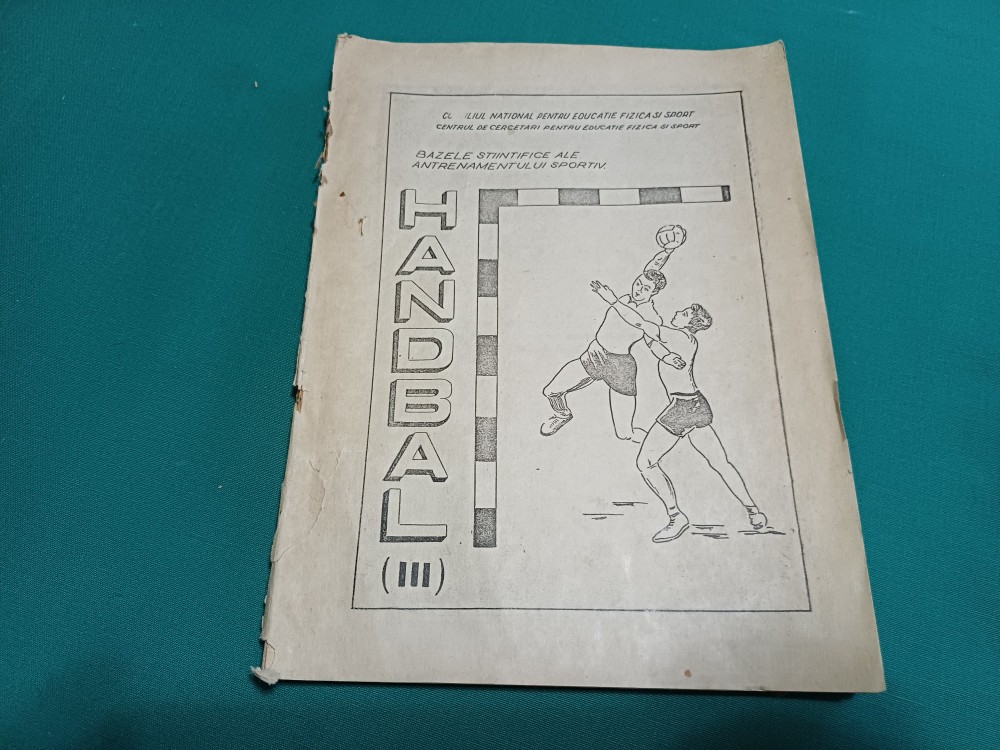 NATIONAL PENTRU EDUCATIE FIZICA SI SPORT
CENTRUL DE CERCETARI PENTRU EDUCATIE FIZICA SI SPORT
BAZELE STIINTIFICE ALE
ANTRENAMENTULUI SPORTIV.
HANDBAL
(III)